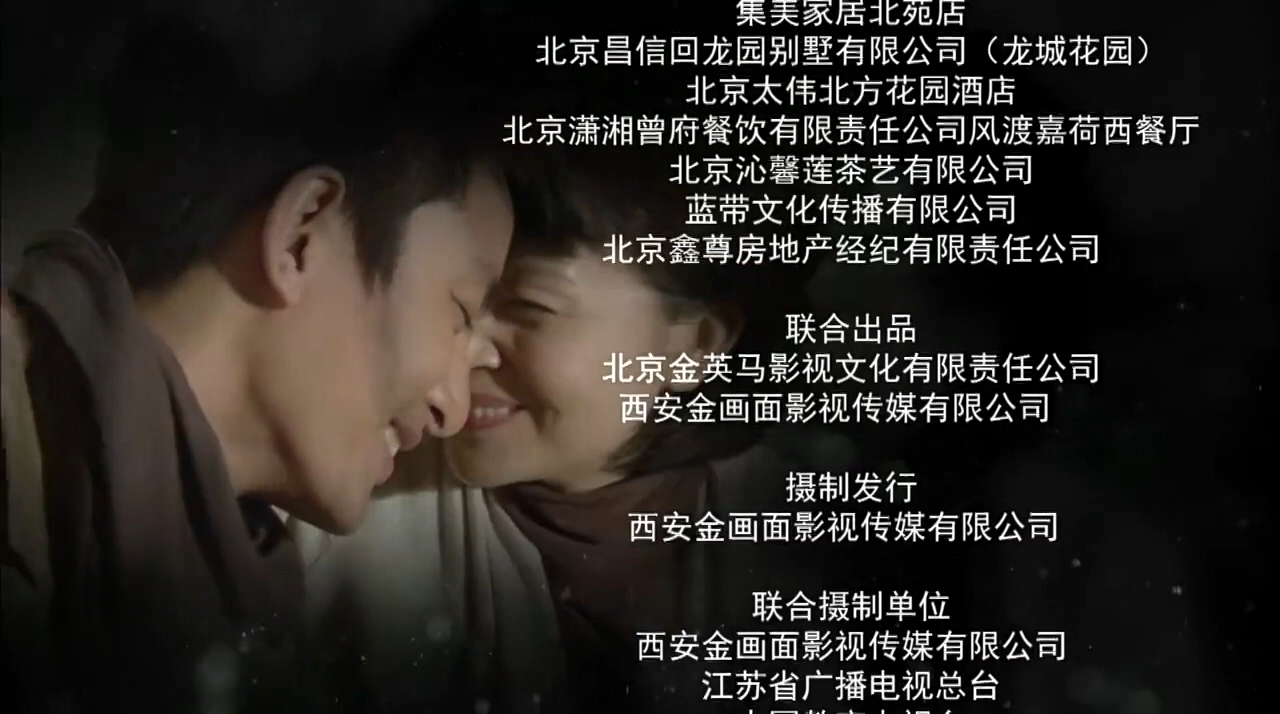 集美家居北苑店
北京昌信回龙园别墅有限公司（龙城花园）
北京太伟北方花园酒店
北京潇湘曾府餐饮有限责任公司风渡嘉荷西餐厅
北京沁馨莲茶艺有限公司
蓝带文化传播有限公司
北京鑫尊房地产经纪有限责任公司
联合出品
北京金英马影视文化有限责任公司
西安金画面影视传媒有限公司
摄制发行
西安金画面影视传媒有限公司
联合摄制单位
西安金画面影视传媒有限公司
江苏省广播电视总台